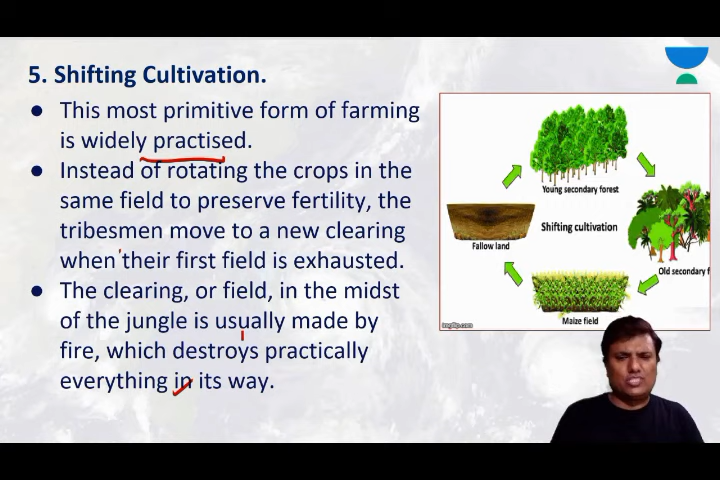 5. Shifting Cultivation.
● This most primitive form of farming
is widely practised.
● Instead of rotating the crops in the
same field to preserve fertility, the
tribesmen move to a new clearing
when their first field is exhausted.
● The clearing, or field, in the midst
of the jungle is usually made by
fire, which destroys practically
everything in its way.
Young secondary forest
Shifting cultivation
Fallow land
Old secondary f
Maize field
imgflip.com